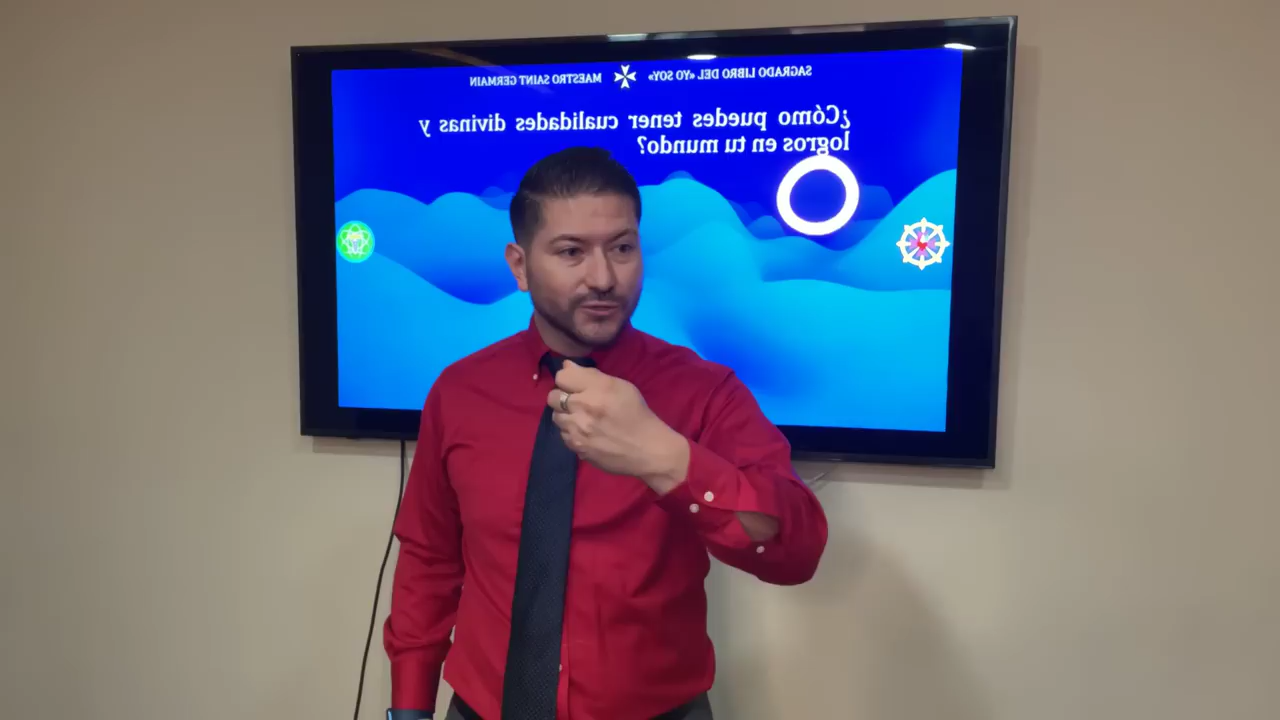 SAGRADO LIBRO DEL «YO SOY» MAESTRO SAINT GERMAIN
¿Cómo puedes tener cualidades divinas y
logros en tu mundo?